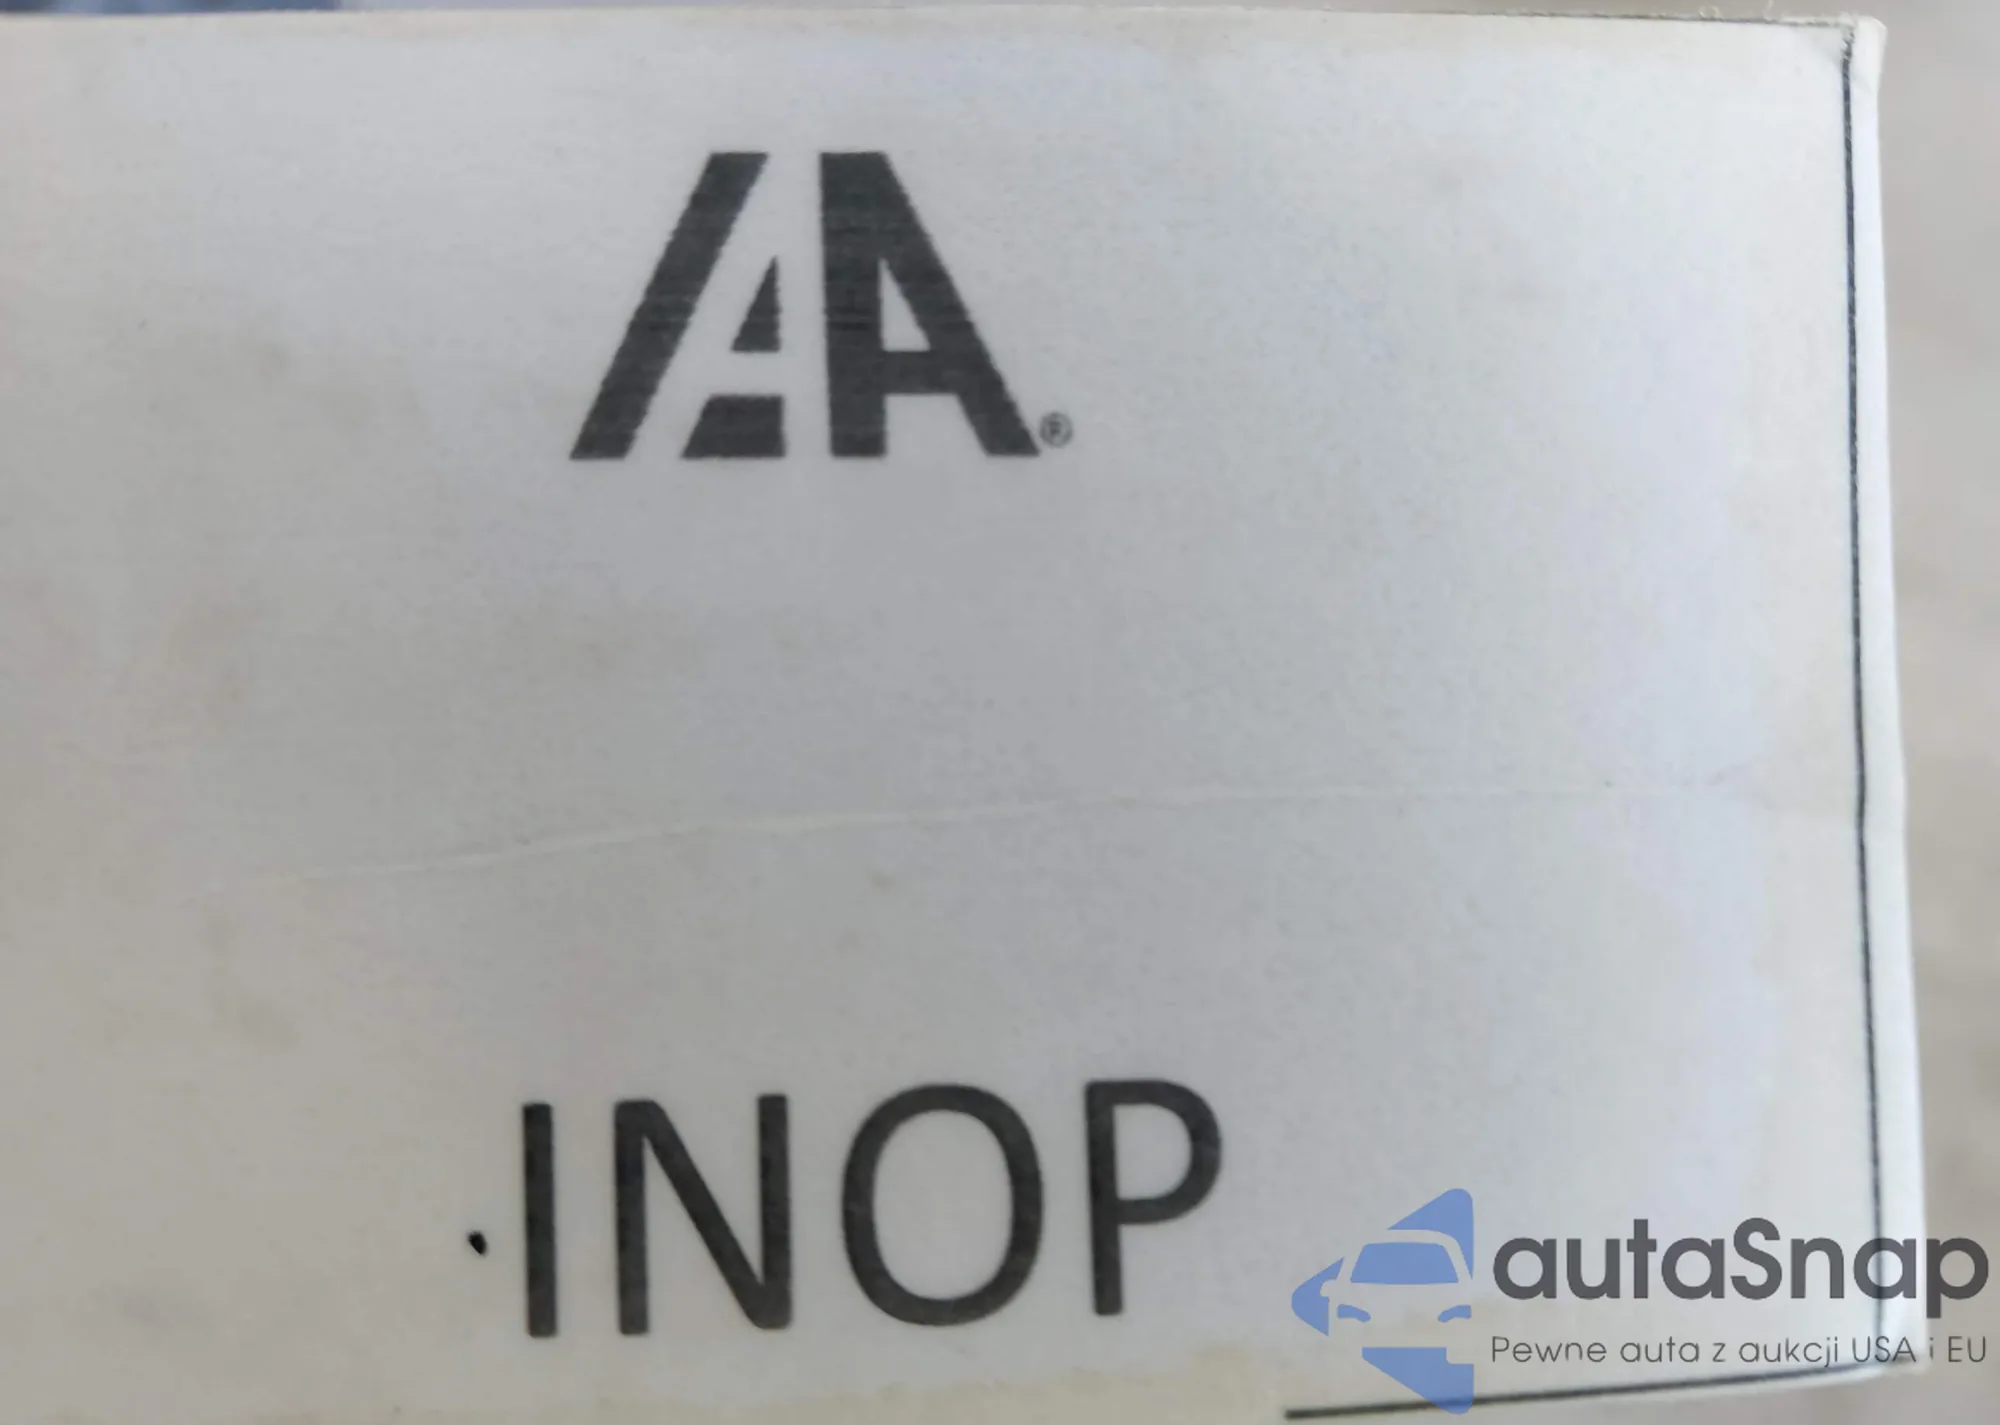 IAA®
INOP
autaSnap
Pewne auta z aukcji USA i EU